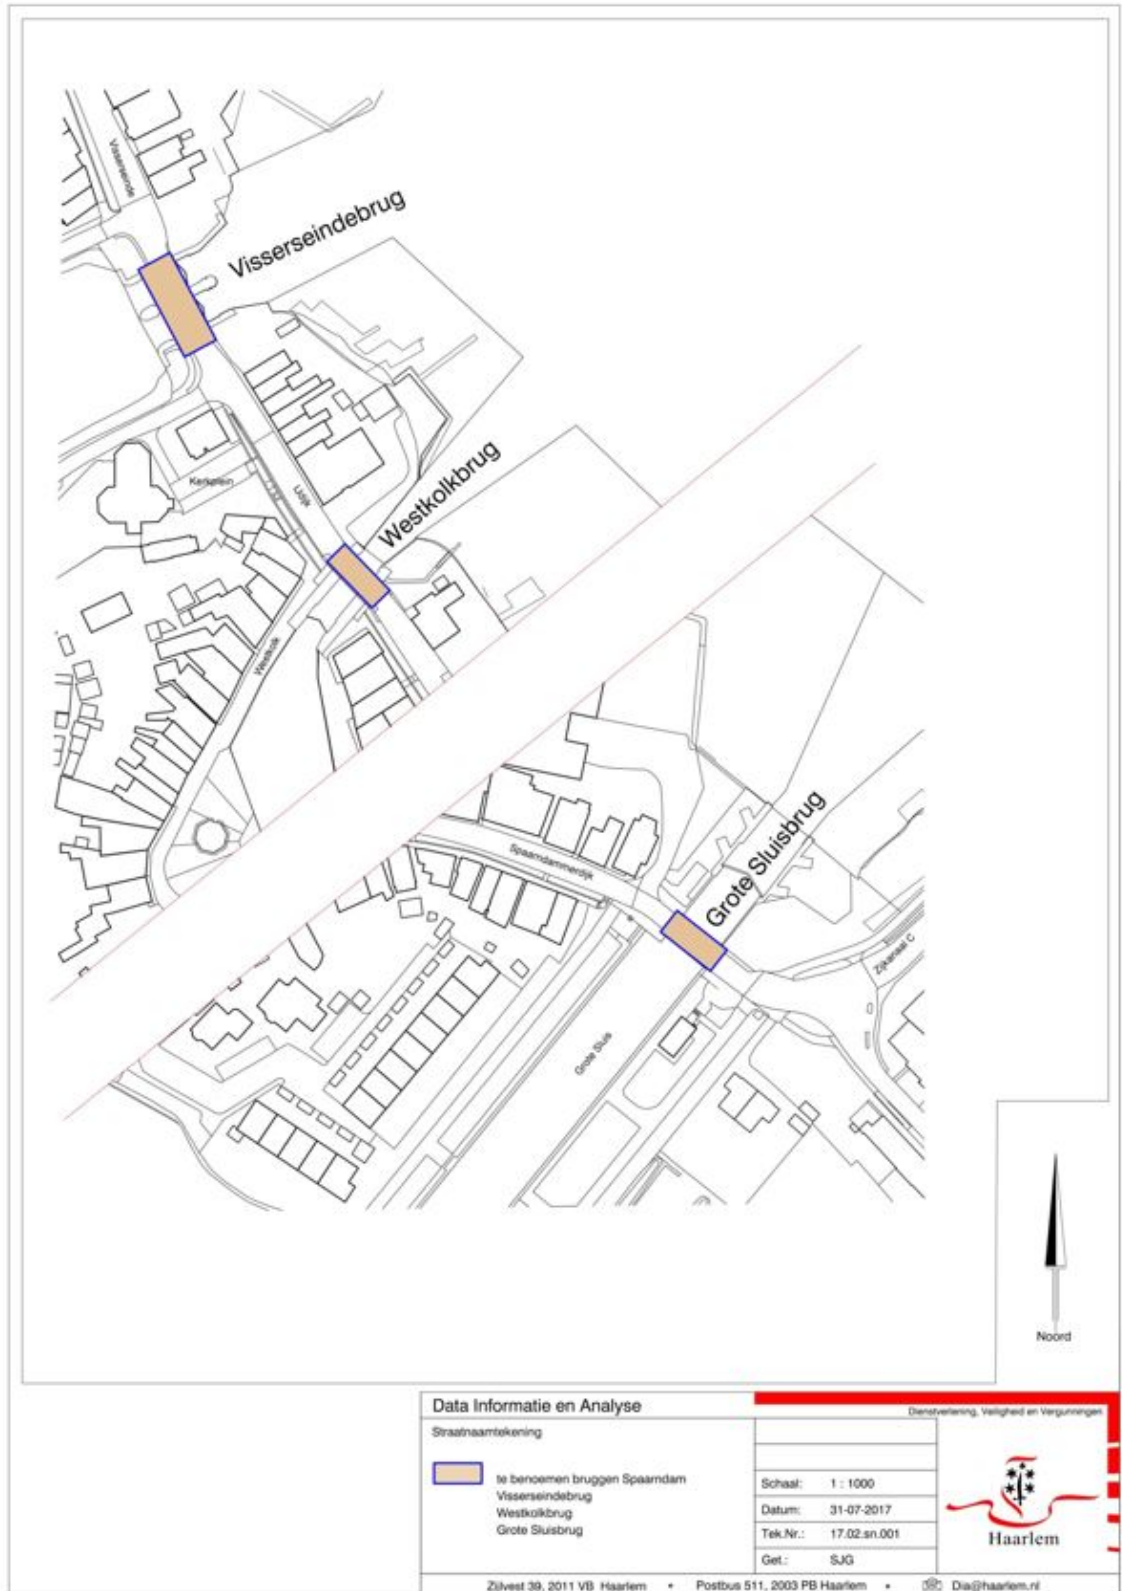 Visserseinde
Visserseindebrug
Westkolkbrug
IJdijk
Kerkplein
Westkolk
Grote Sluisbrug
Spaarndammerdijk
Zijkanaal C
Grote Sluis
Noord
Data Informatie en Analyse
Dienstverlening, Veiligheid en Vergunningen
Straatnaamtekening
te benoemen bruggen Spaarndam
Visserseindebrug
Westkolkbrug
Grote Sluisbrug
Schaal: 1 : 1000
Datum: 31-07-2017
Tek.Nr.: 17.02.sn.001
Get.: SJG
Haarlem
Zijlvest 39, 2011 VB Haarlem • Postbus 511, 2003 PB Haarlem • Dia@haarlem.nl